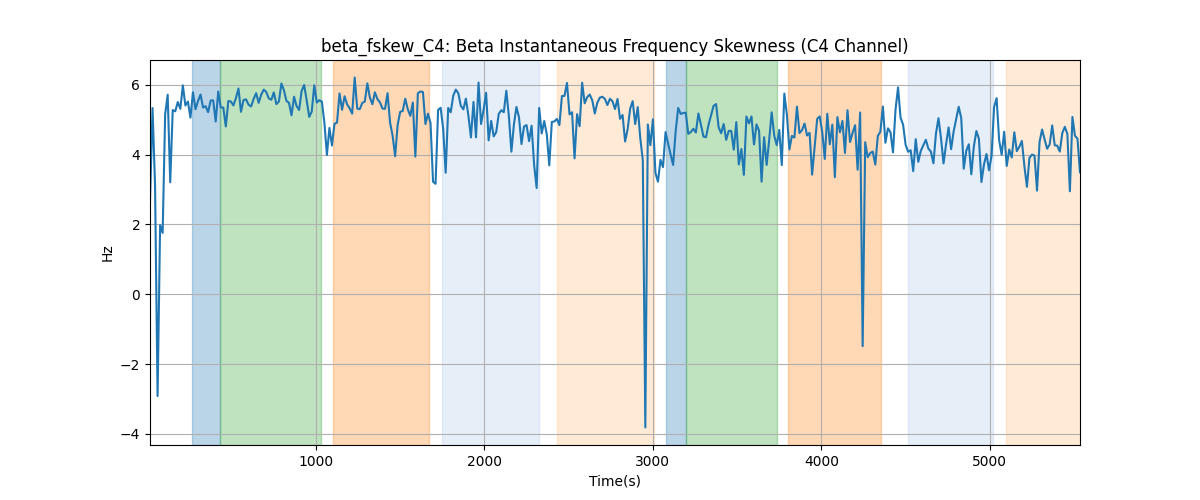 beta_fskew_C4: Beta Instantaneous Frequency Skewness (C4 Channel)
6
4
2
0
−2
−4
Hz
1000 2000 3000 4000 5000
Time(s)